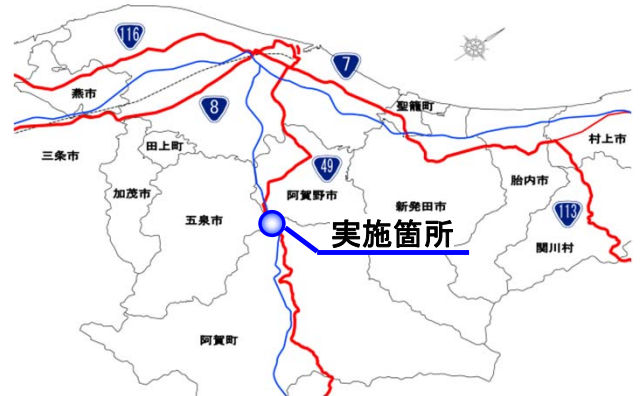 116
7
燕市
8
聖籠町
三条市
田上町
49
村上市
加茂市
阿賀野市
胎内市
五泉市
新発田市
113
実施箇所
関川村
阿賀町